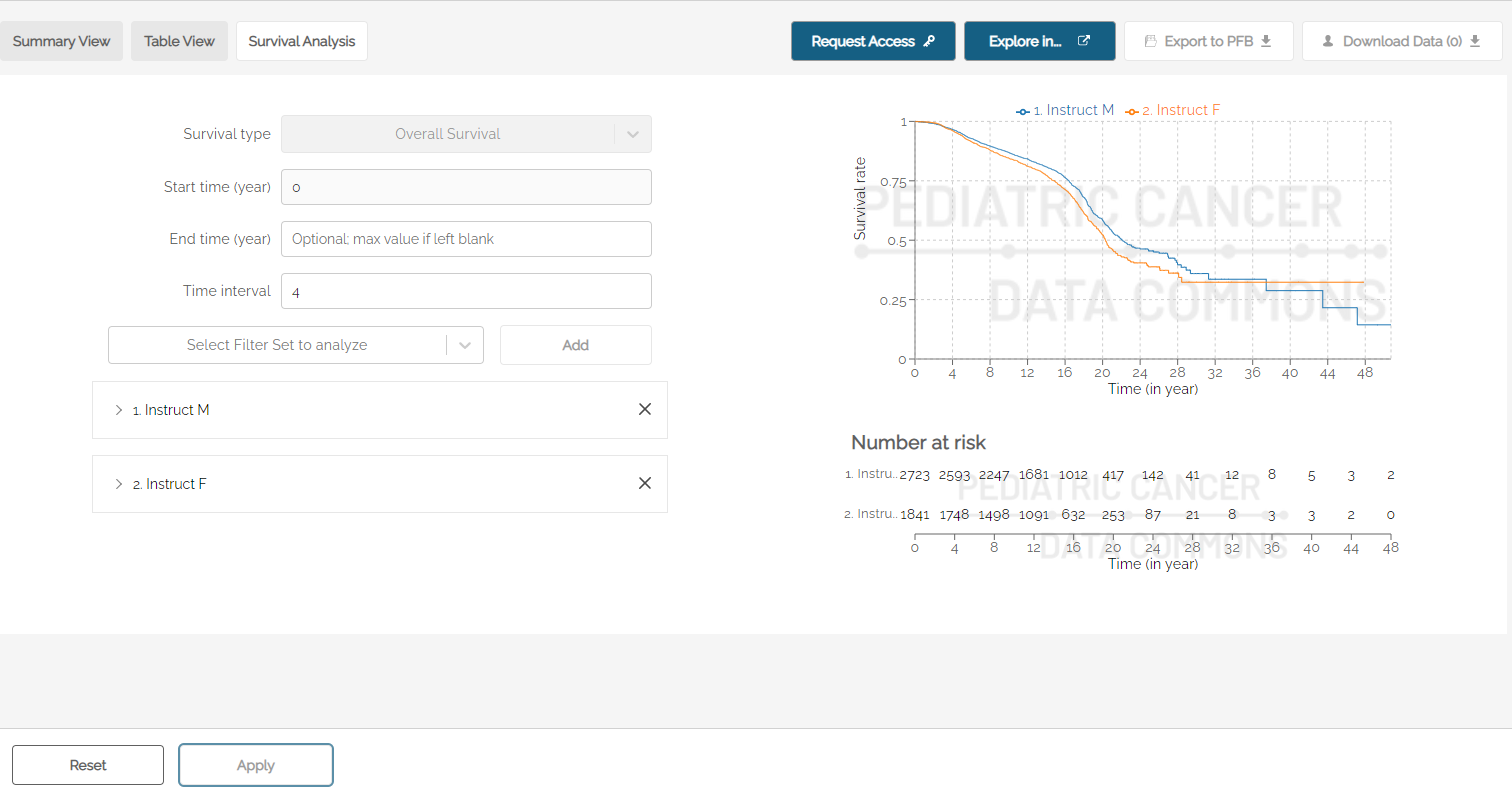 Summary View Table View Survival Analysis Request Access Explore in... Export to PFB Download Data (0)
Survival type Overall Survival
Start time (year) 0
End time (year) Optional; max value if left blank
Time interval 4
Select Filter Set to analyze Add
1. Instruct M
2. Instruct F
1. Instruct M 2. Instruct F
1
0.75
0.5
0.25
0
Survival rate
PEDIATRIC CANCER
DATA COMMONS
0 4 8 12 16 20 24 28 32 36 40 44 48
Time (in year)
Number at risk
1. Instru.. 2723 2593 2247 1681 1012 417 142 41 12 8 5 3 2
PEDIATRIC CANCER
2. Instru.. 1841 1748 1498 1091 632 253 87 21 8 3 3 2 0
DATA COMMONS
0 4 8 12 16 20 24 28 32 36 40 44 48
Time (in year)
Reset Apply